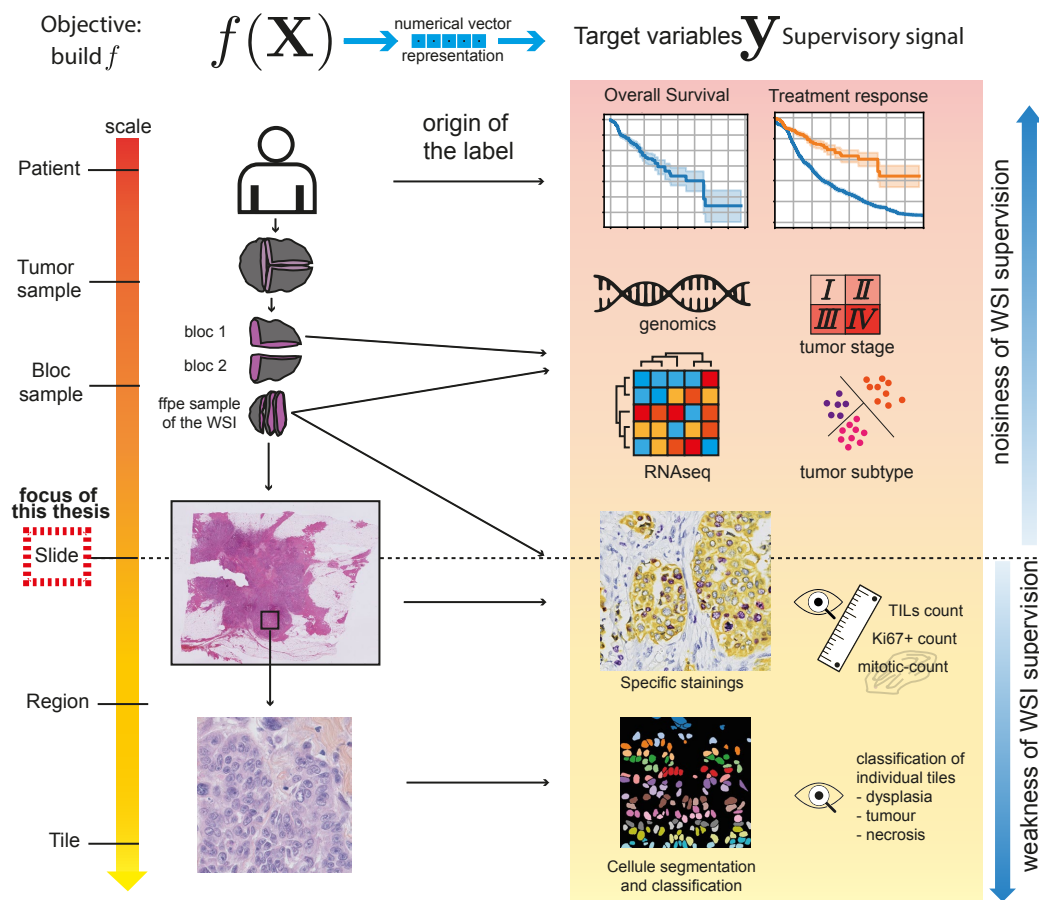 Objective:
build f
f(X)
numerical vector
representation
Target variables y Supervisory signal
scale
Patient
Tumor
sample
Bloc
sample
focus of
this thesis
Slide
Region
Tile
origin of
the label
bloc 1
bloc 2
ffpe sample
of the WSI
Overall Survival
Treatment response
genomics
I II
III IV
tumor stage
RNAseq
tumor subtype
Specific stainings
TILs count
Ki67+ count
mitotic-count
Cellule segmentation
and classification
classification of
individual tiles
- dysplasia
- tumour
- necrosis
noisiness of WSI supervision
weakness of WSI supervision: